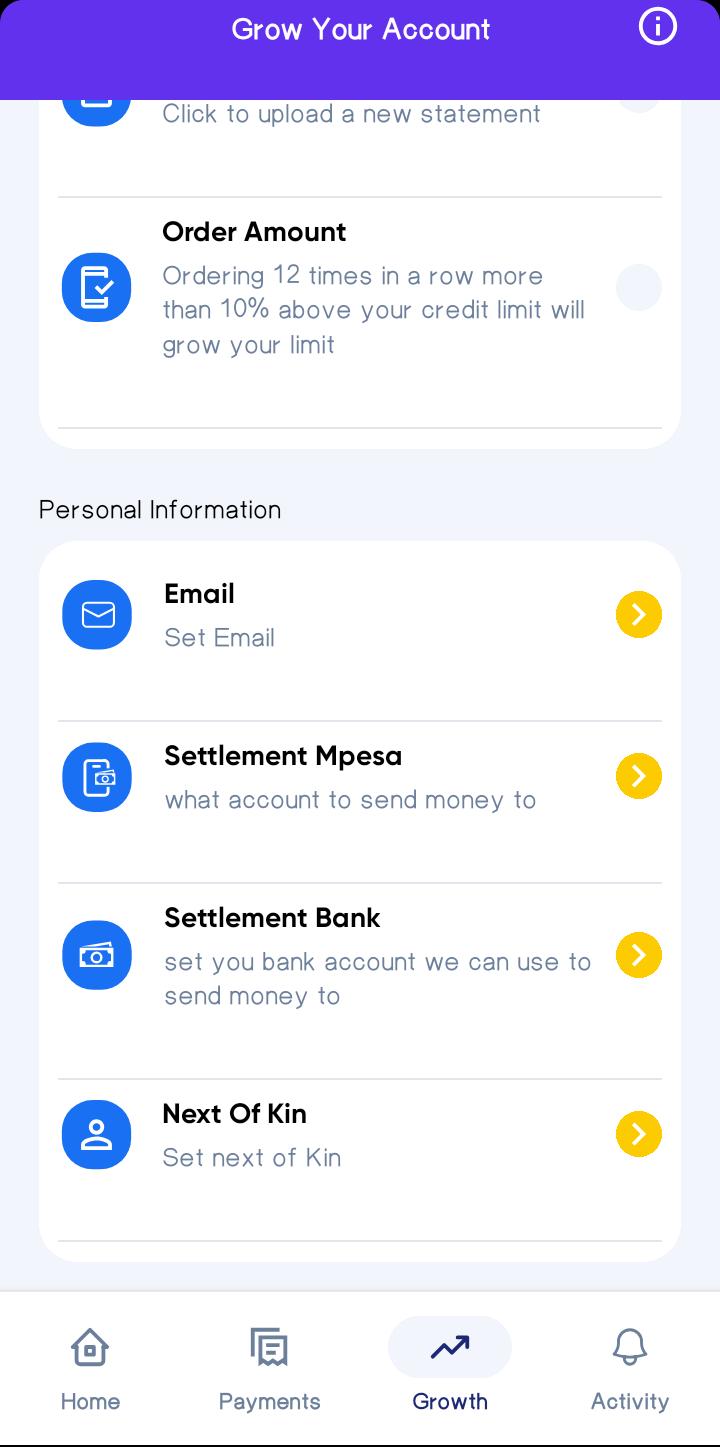 Grow Your Account
Click to upload a new statement
Order Amount
Ordering 12 times in a row more
than 10% above your credit limit will
grow your limit
Personal Information
Email
Set Email
Settlement Mpesa
what account to send money to
Settlement Bank
set you bank account we can use to
send money to
Next Of Kin
Set next of Kin
Home
Payments
Growth
Activity